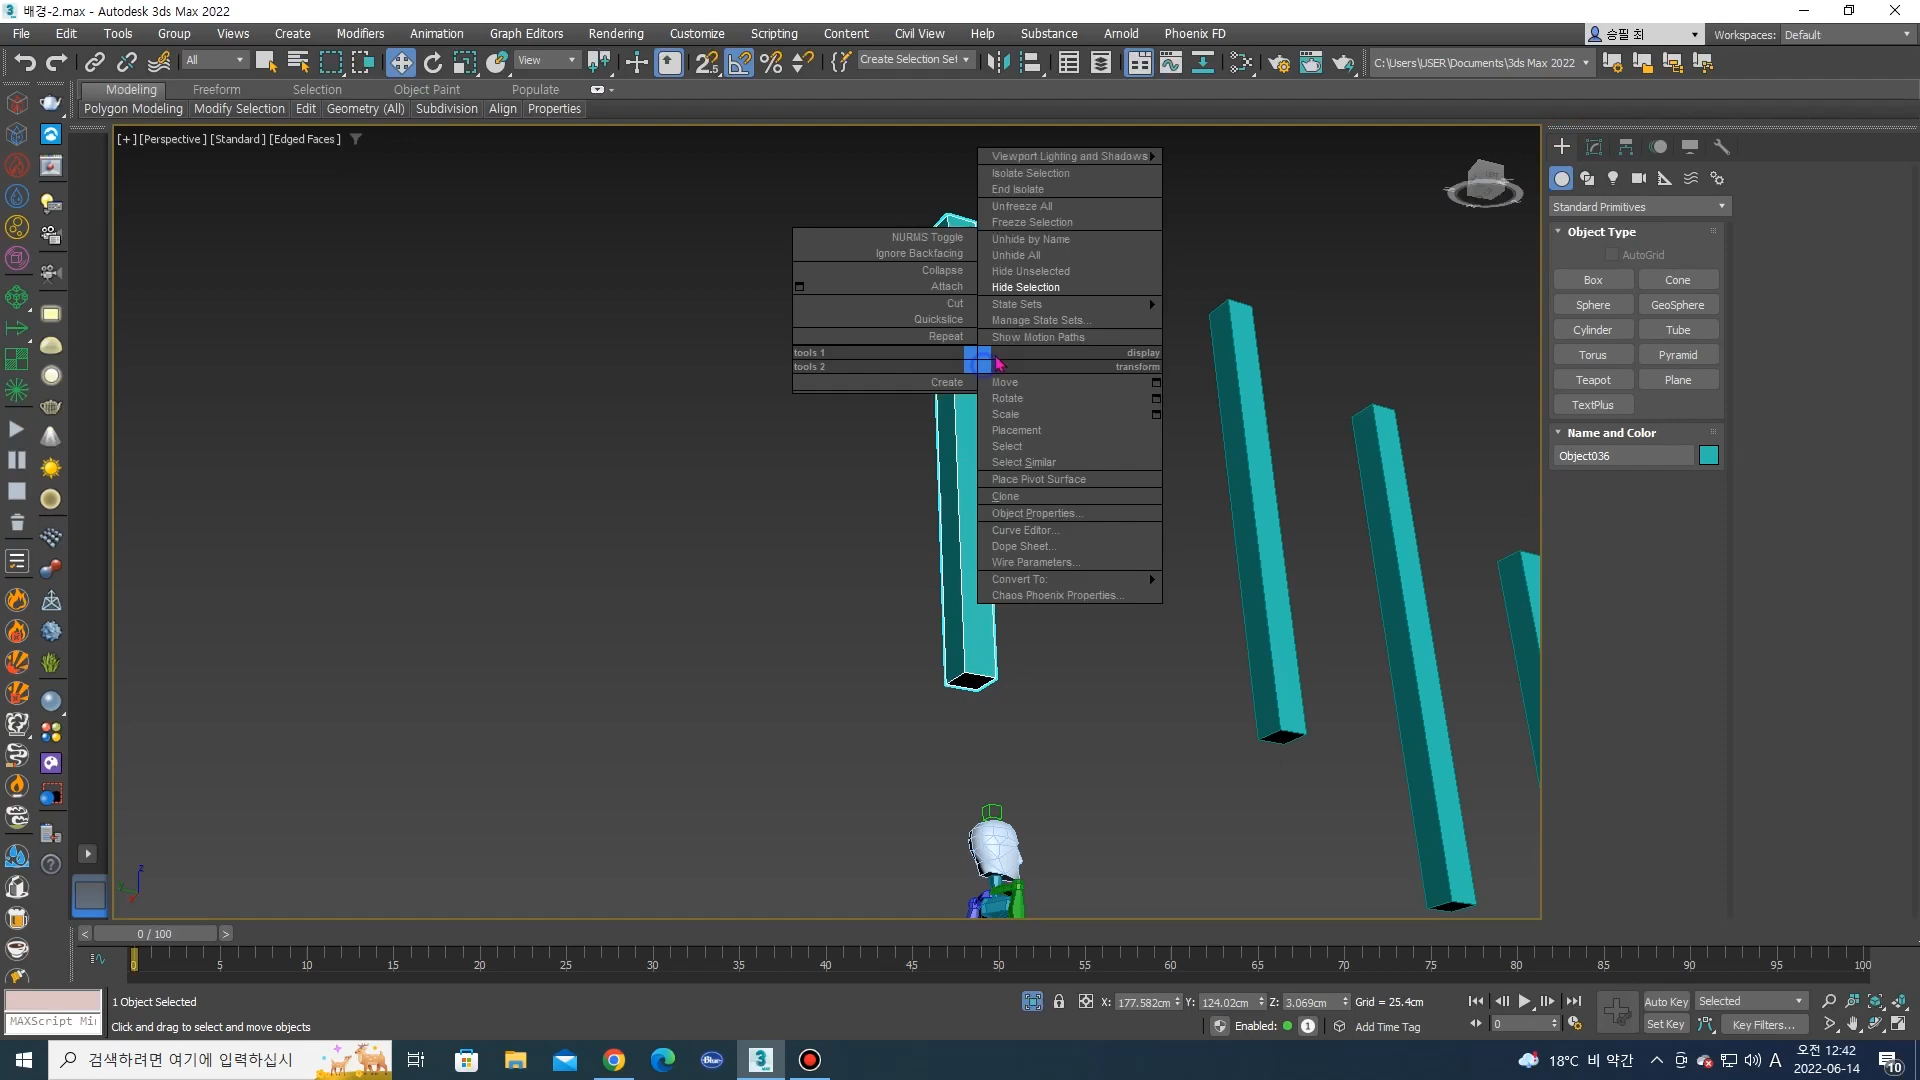 배경-2.max - Autodesk 3ds Max 2022
File Edit Tools Group Views Create Modifiers Animation Graph Editors Rendering Customize Scripting Content Civil View Help Substance Arnold Phoenix FD
승필 최 Workspaces: Default
All View Create Selection Set C:\Users\USER\Documents\3ds Max 2022
Modeling Freeform Selection Object Paint Populate
Polygon Modeling Modify Selection Edit Geometry (All) Subdivision Align Properties
[+] [Perspective] [Standard] [Edged Faces]
Viewport Lighting and Shadows
Isolate Selection
End Isolate
Unfreeze All
Freeze Selection
Unhide by Name
Unhide All
Hide Unselected
Hide Selection
State Sets
Manage State Sets...
Show Motion Paths
display
transform
NURMS Toggle
Ignore Backfacing
Collapse
Attach
Cut
Quickslice
Repeat
tools 1
tools 2
Create
Move
Rotate
Scale
Placement
Select
Select Similar
Place Pivot Surface
Clone
Object Properties...
Curve Editor...
Dope Sheet...
Wire Parameters...
Convert To:
Chaos Phoenix Properties...
Standard Primitives
Object Type
AutoGrid
Box Cone
Sphere GeoSphere
Cylinder Tube
Torus Pyramid
Teapot Plane
TextPlus
Name and Color
Object036
< 0 / 100 >
0 5 10 15 20 25 30 35 40 45 50 55 60 65 70 75 80 85 90 95 100
1 Object Selected
X: 177.582cm Y: 124.02cm Z: 3.069cm Grid = 25.4cm
Auto Key Selected
MAXScript Mi
Click and drag to select and move objects
Enabled: 1 Add Time Tag
0 Set Key Key Filters...
검색하려면 여기에 입력하십시
18°C 비 약간 A
오전 12:42
2022-06-14
10